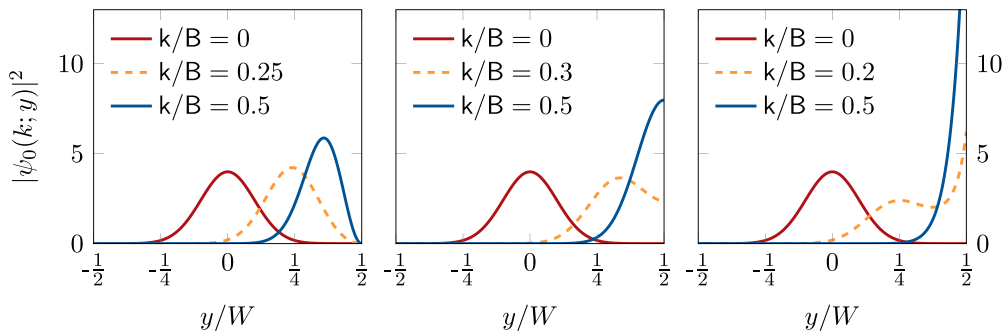 |ψ₀(k; y)|²
10
5
0
k/B = 0
k/B = 0.25
k/B = 0.5
-1/2 -1/4 0 1/4 1/2
y/W
k/B = 0
k/B = 0.3
k/B = 0.5
-1/2 -1/4 0 1/4 1/2
y/W
k/B = 0
k/B = 0.2
k/B = 0.5
10
5
0
-1/2 -1/4 0 1/4 1/2
y/W